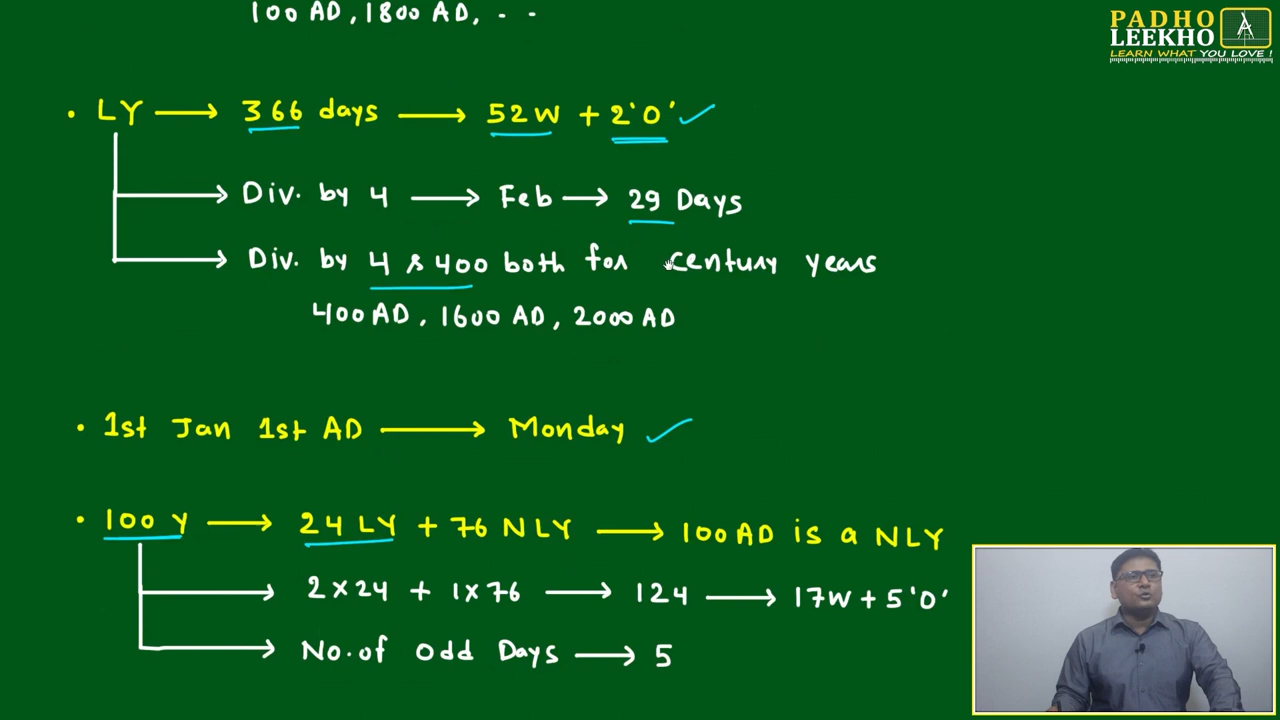 100 AD, 1800 AD, - -
PADHO
LEEKHO
LEARN WHAT YOU LOVE !
• LY → 366 days → 52W + 2'0' ✓
→ Div. by 4 → Feb → 29 Days
→ Div. by 4 & 400 both for century years
400 AD, 1600 AD, 2000 AD
• 1st Jan 1st AD → Monday ✓
• 100 Y → 24 LY + 76 NLY → 100 AD is a NLY
→ 2 × 24 + 1 × 76 → 124 → 17W + 5'0'
→ No. of Odd Days → 5